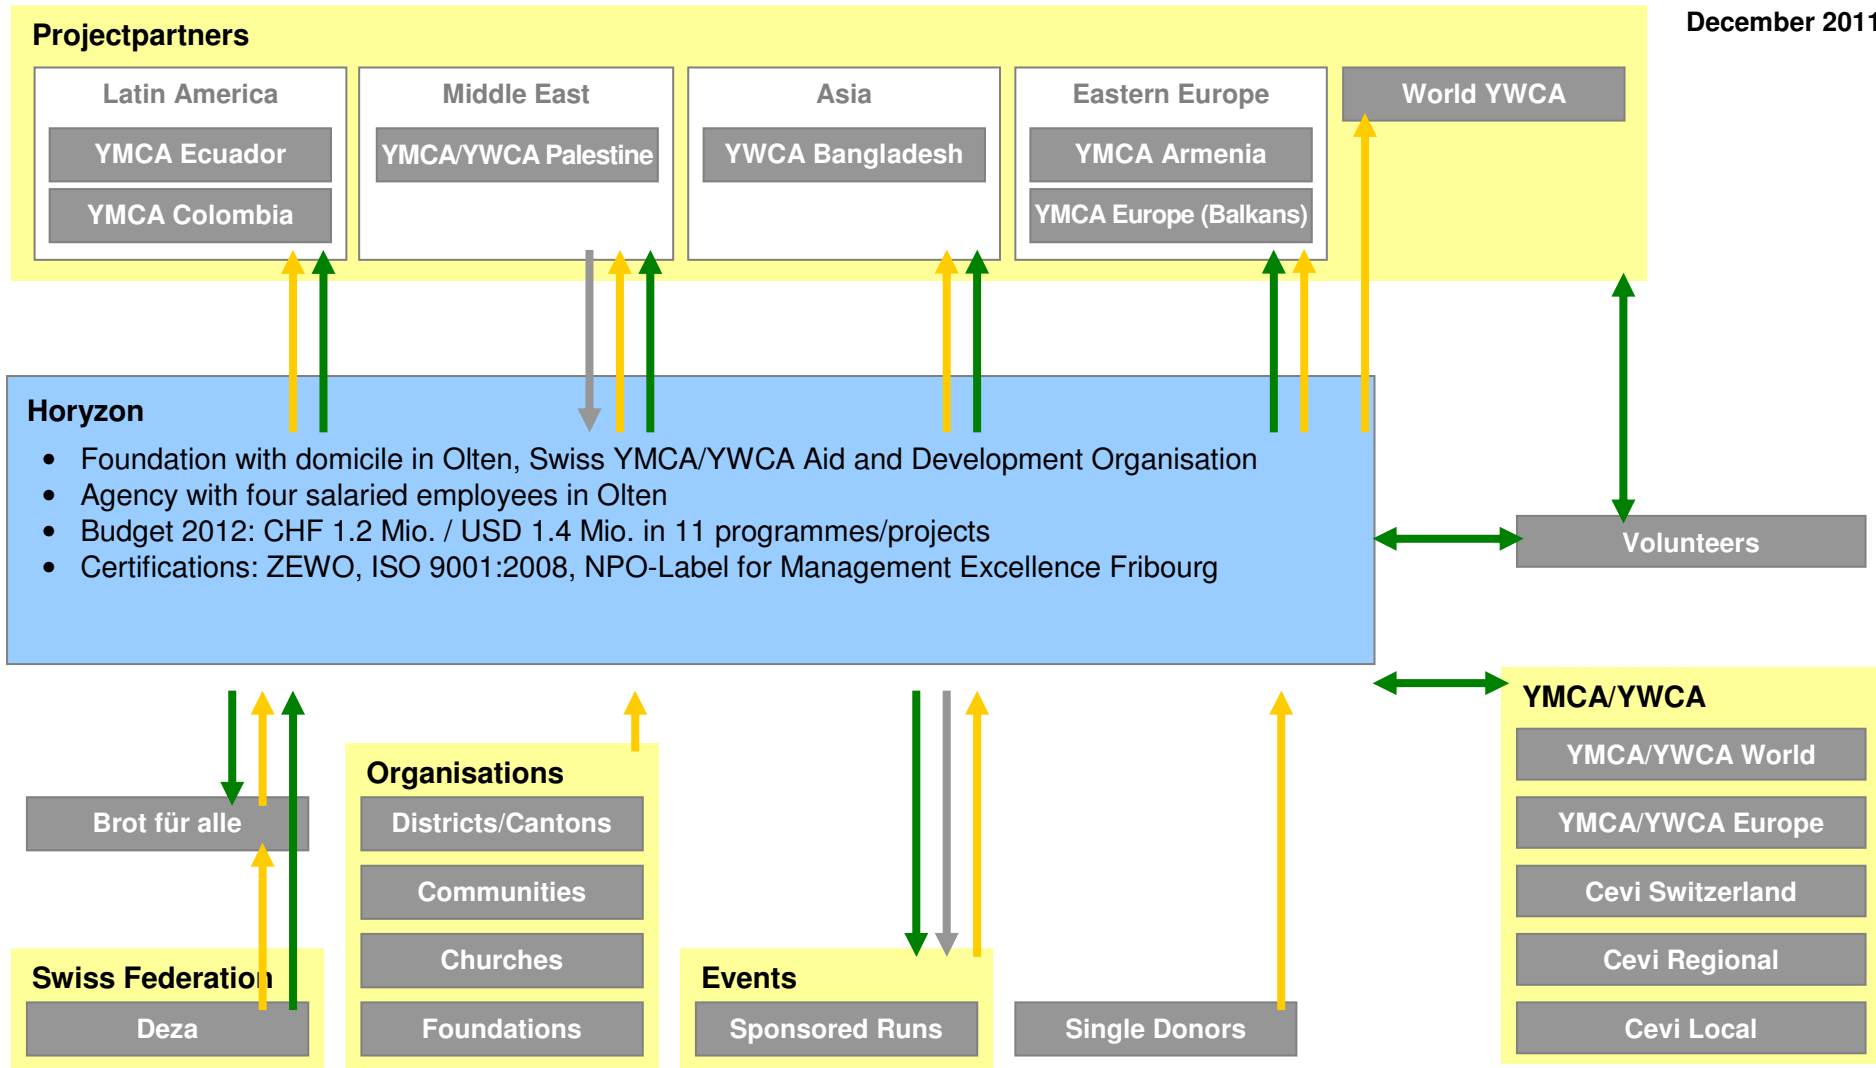 December 2011
Projectpartners
Latin America
YMCA Ecuador
YMCA Colombia
Middle East
YMCA/YWCA Palestine
Asia
YWCA Bangladesh
Eastern Europe
YMCA Armenia
YMCA Europe (Balkans)
World YWCA
Horyzon
• Foundation with domicile in Olten, Swiss YMCA/YWCA Aid and Development Organisation
• Agency with four salaried employees in Olten
• Budget 2012: CHF 1.2 Mio. / USD 1.4 Mio. in 11 programmes/projects
• Certifications: ZEWO, ISO 9001:2008, NPO-Label for Management Excellence Fribourg
Volunteers
Brot für alle
Swiss Federation
Deza
Organisations
Districts/Cantons
Communities
Churches
Foundations
Events
Sponsored Runs
Single Donors
YMCA/YWCA
YMCA/YWCA World
YMCA/YWCA Europe
Cevi Switzerland
Cevi Regional
Cevi Local